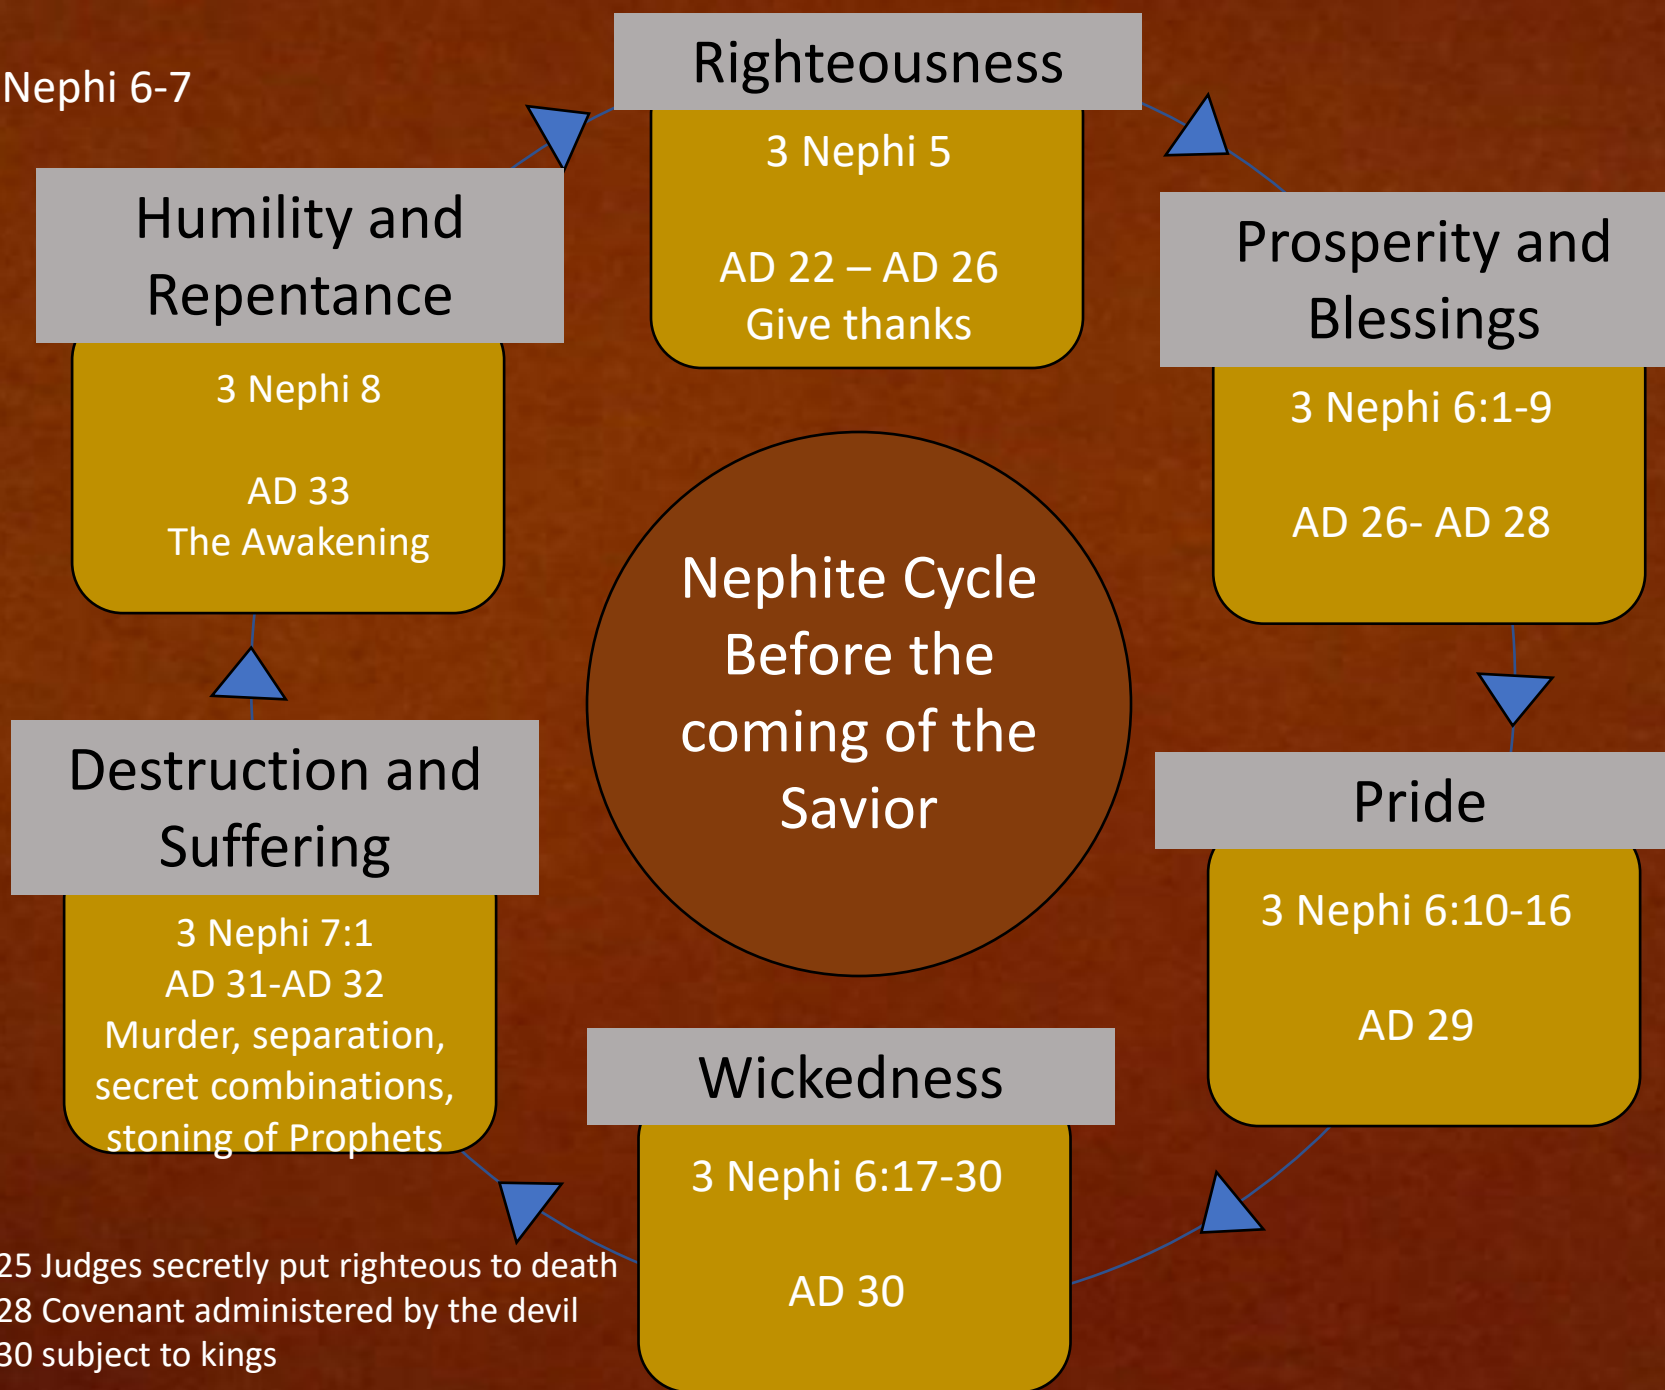 Nephi 6-7
Righteousness
3 Nephi 5
AD 22 – AD 26
Give thanks
Prosperity and
Blessings
3 Nephi 6:1-9
AD 26- AD 28
Pride
3 Nephi 6:10-16
AD 29
Wickedness
3 Nephi 6:17-30
AD 30
Destruction and
Suffering
3 Nephi 7:1
AD 31-AD 32
Murder, separation,
secret combinations,
stoning of Prophets
Humility and
Repentance
3 Nephi 8
AD 33
The Awakening
Nephite Cycle
Before the
coming of the
Savior
25 Judges secretly put righteous to death
28 Covenant administered by the devil
30 subject to kings